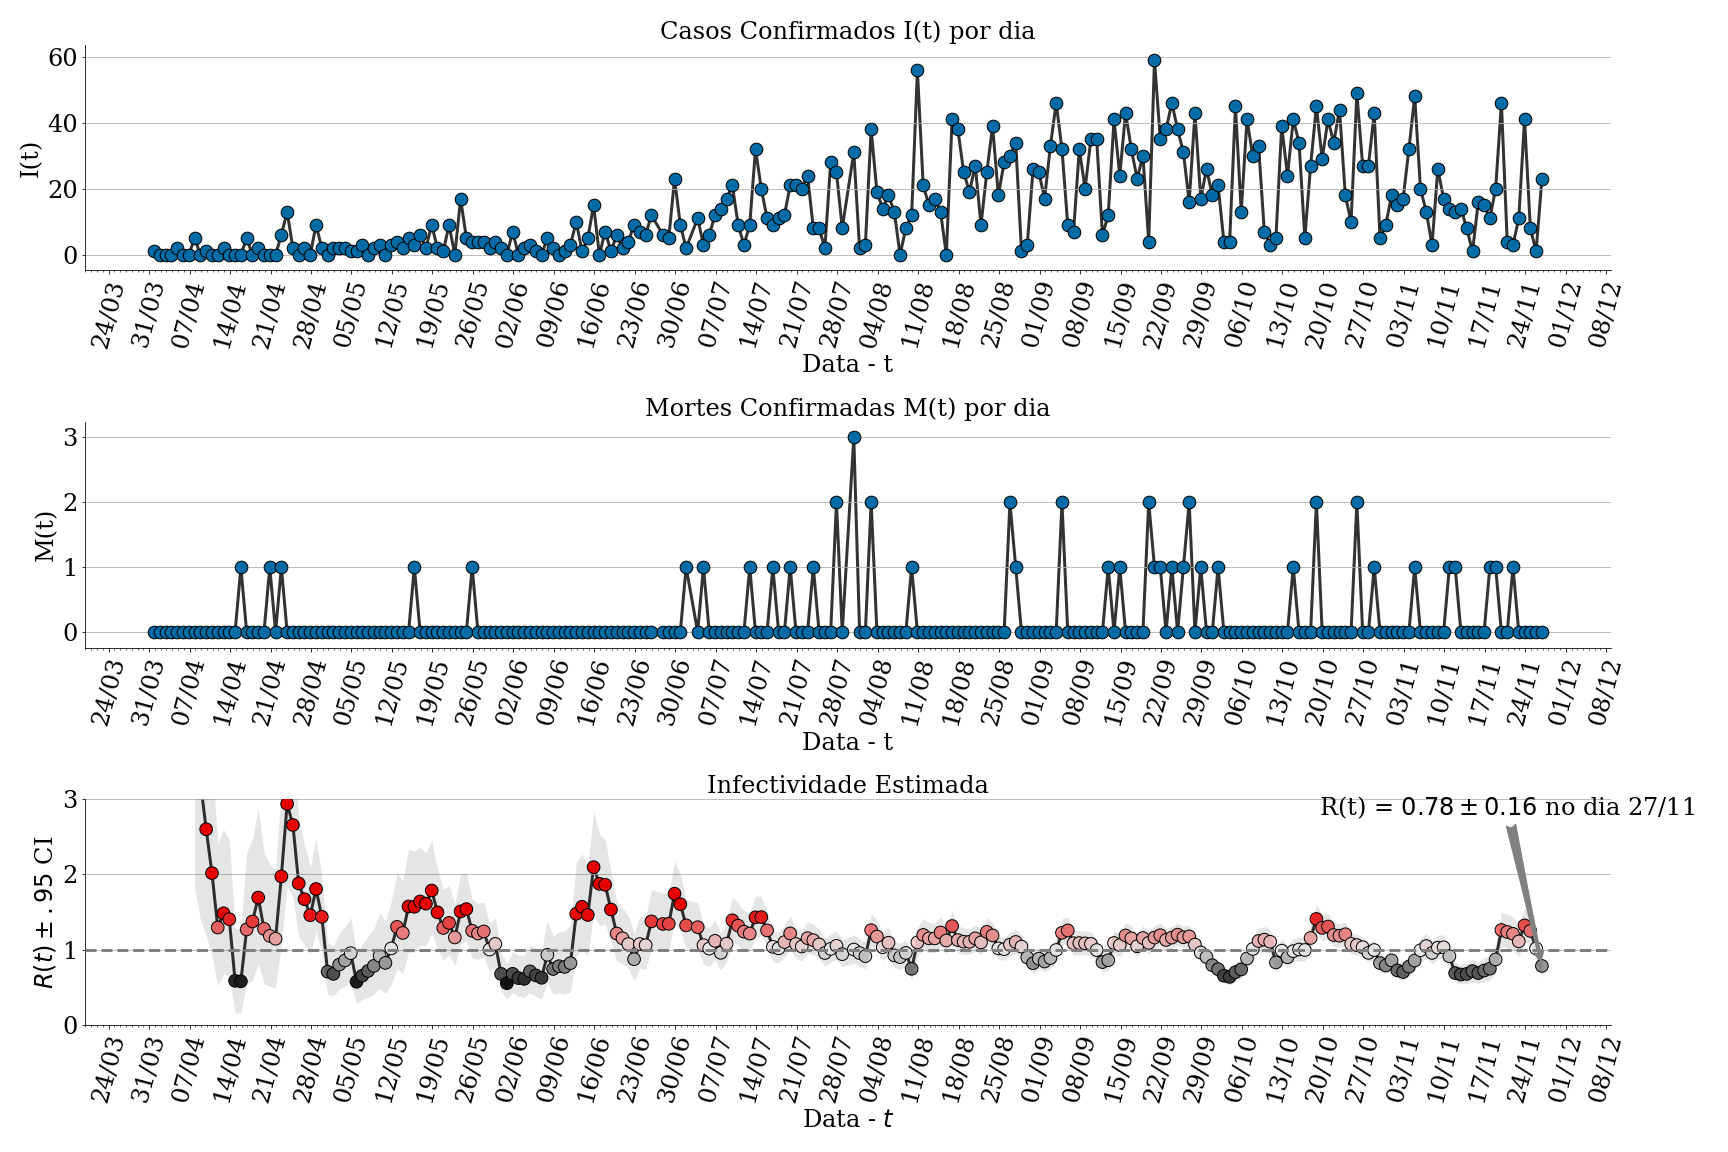 Casos Confirmados I(t) por dia
60
40
20
0
I(t)
24/03 31/03 07/04 14/04 21/04 28/04 05/05 12/05 19/05 26/05 02/06 09/06 16/06 23/06 30/06 07/07 14/07 21/07 28/07 04/08 11/08 18/08 25/08 01/09 08/09 15/09 22/09 29/09 06/10 13/10 20/10 27/10 03/11 10/11 17/11 24/11 01/12 08/12
Data - t
Mortes Confirmadas M(t) por dia
3
2
1
0
M(t)
24/03 31/03 07/04 14/04 21/04 28/04 05/05 12/05 19/05 26/05 02/06 09/06 16/06 23/06 30/06 07/07 14/07 21/07 28/07 04/08 11/08 18/08 25/08 01/09 08/09 15/09 22/09 29/09 06/10 13/10 20/10 27/10 03/11 10/11 17/11 24/11 01/12 08/12
Data - t
Infectividade Estimada
R(t) = 0.78 ± 0.16 no dia 27/11
3
2
1
0
R(t) ± .95 CI
24/03 31/03 07/04 14/04 21/04 28/04 05/05 12/05 19/05 26/05 02/06 09/06 16/06 23/06 30/06 07/07 14/07 21/07 28/07 04/08 11/08 18/08 25/08 01/09 08/09 15/09 22/09 29/09 06/10 13/10 20/10 27/10 03/11 10/11 17/11 24/11 01/12 08/12
Data - t